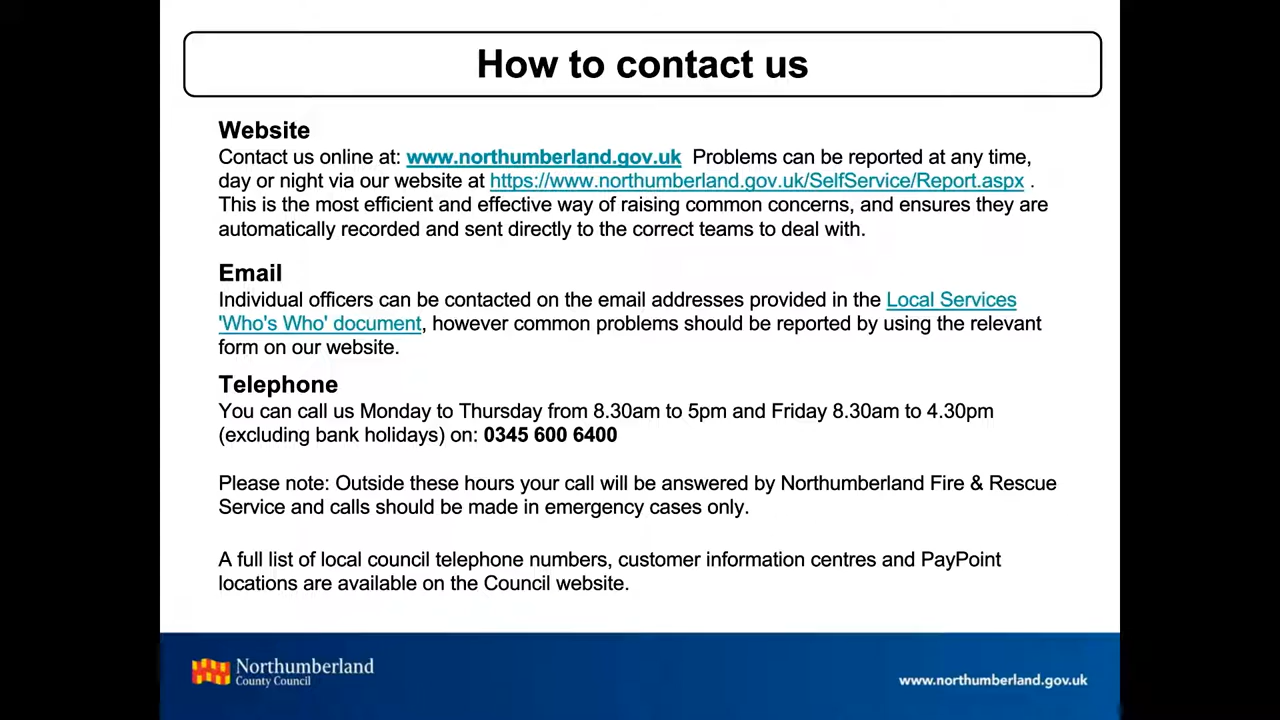 How to contact us
Website
Contact us online at: www.northumberland.gov.uk Problems can be reported at any time,
day or night via our website at https://www.northumberland.gov.uk/SelfService/Report.aspx .
This is the most efficient and effective way of raising common concerns, and ensures they are
automatically recorded and sent directly to the correct teams to deal with.
Email
Individual officers can be contacted on the email addresses provided in the Local Services
'Who's Who' document, however common problems should be reported by using the relevant
form on our website.
Telephone
You can call us Monday to Thursday from 8.30am to 5pm and Friday 8.30am to 4.30pm
(excluding bank holidays) on: 0345 600 6400
Please note: Outside these hours your call will be answered by Northumberland Fire & Rescue
Service and calls should be made in emergency cases only.
A full list of local council telephone numbers, customer information centres and PayPoint
locations are available on the Council website.
Northumberland
County Council
www.northumberland.gov.uk